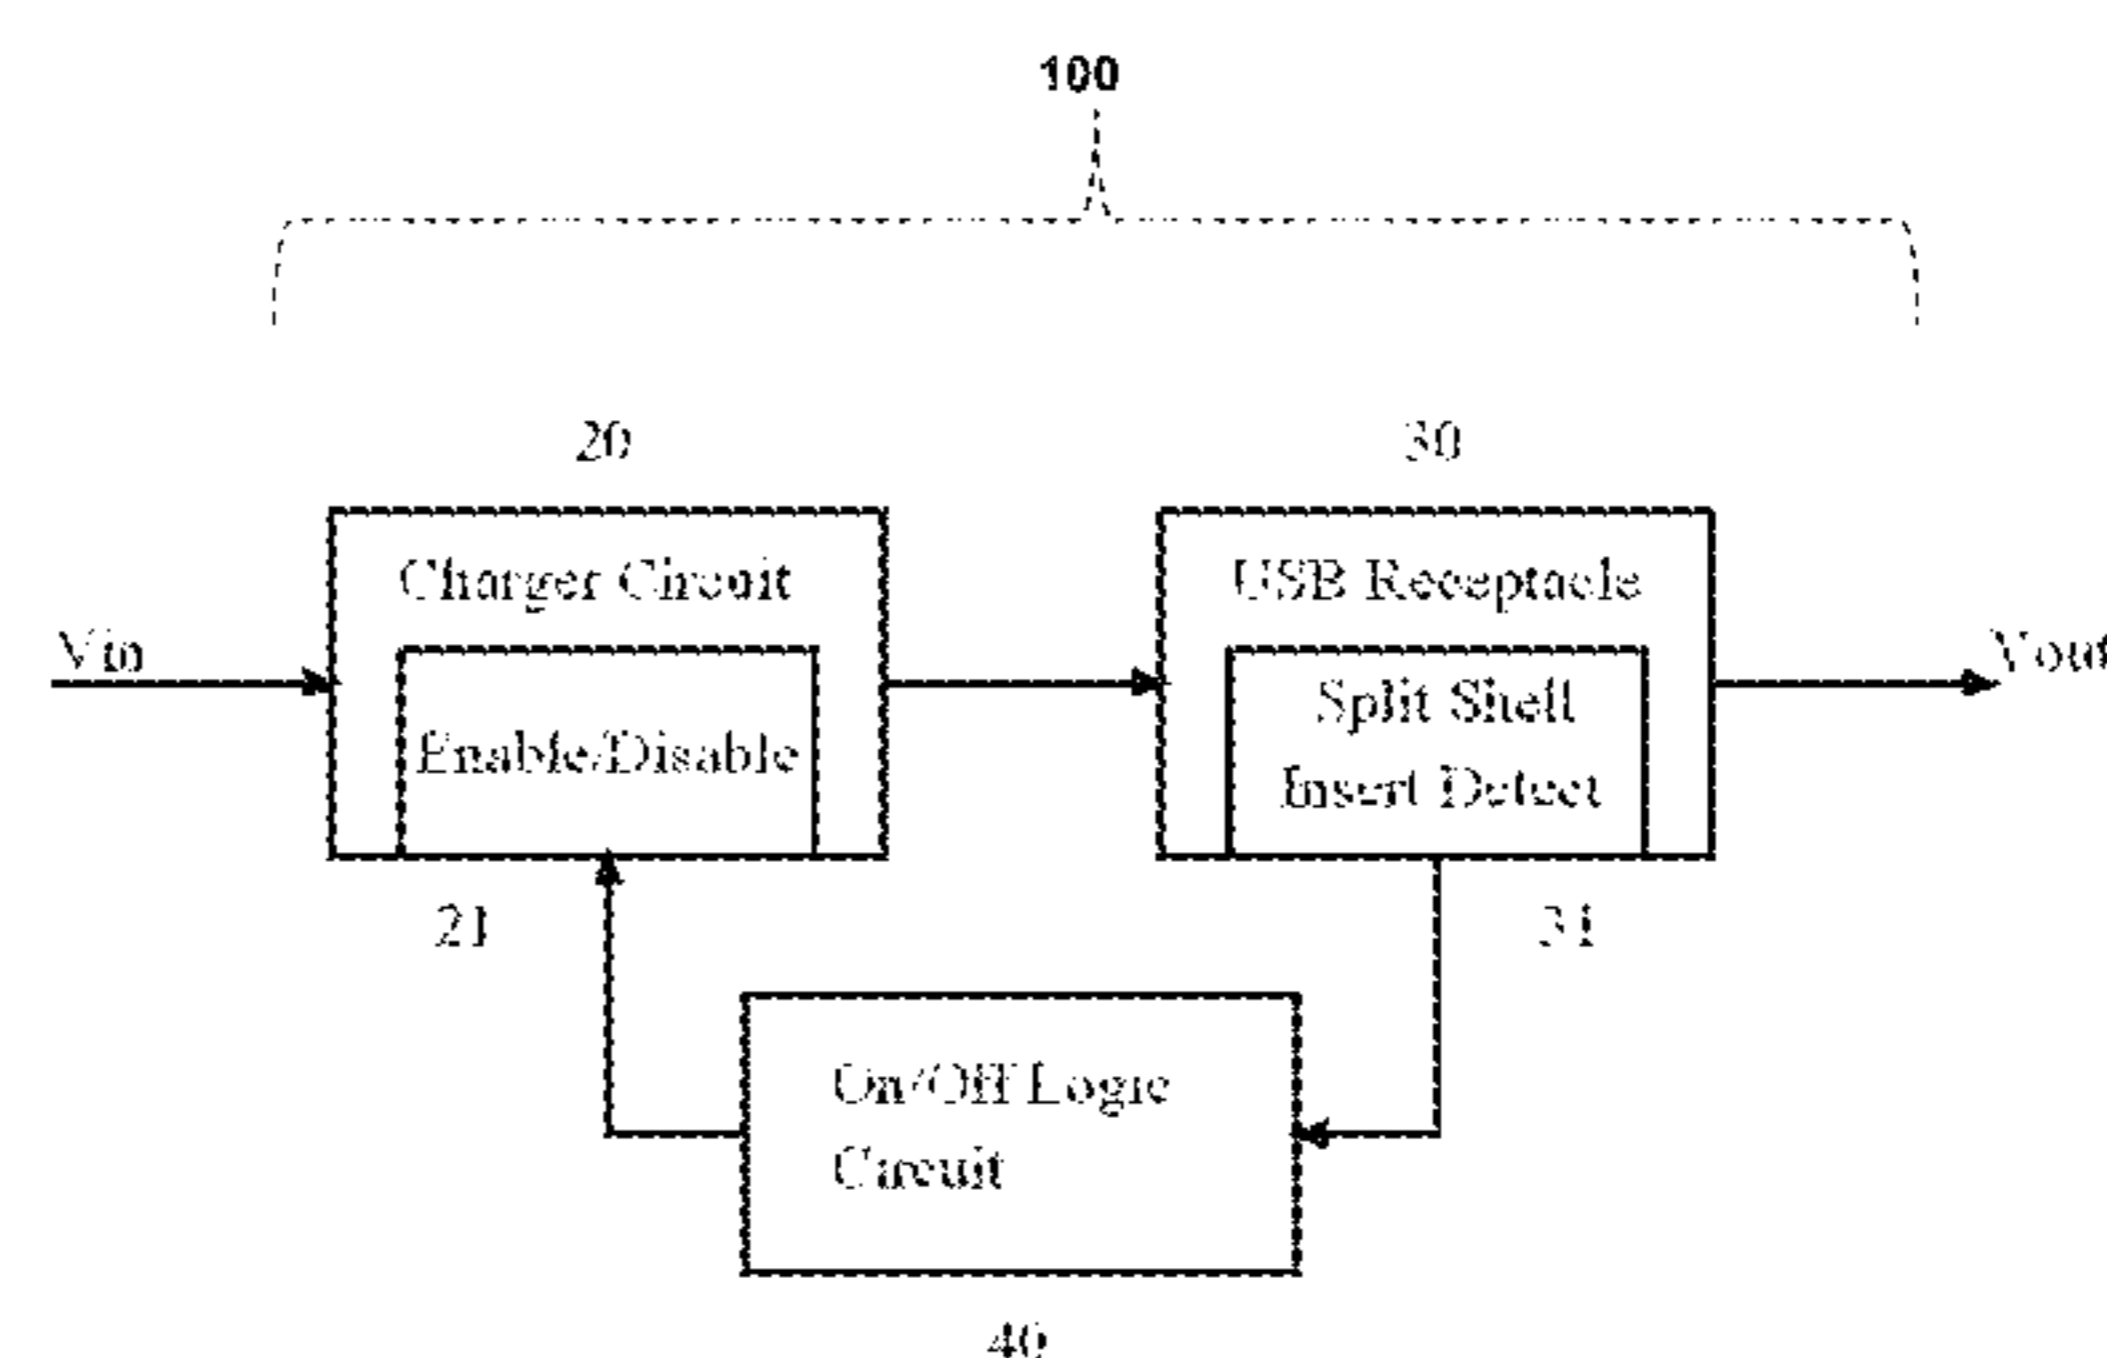 100
20
30
Charger Circuit
USB Receptacle
Vin
Vout
Enable/Disable
Split Shell
Insert Detect
21
31
On/Off Logic
Circuit
40